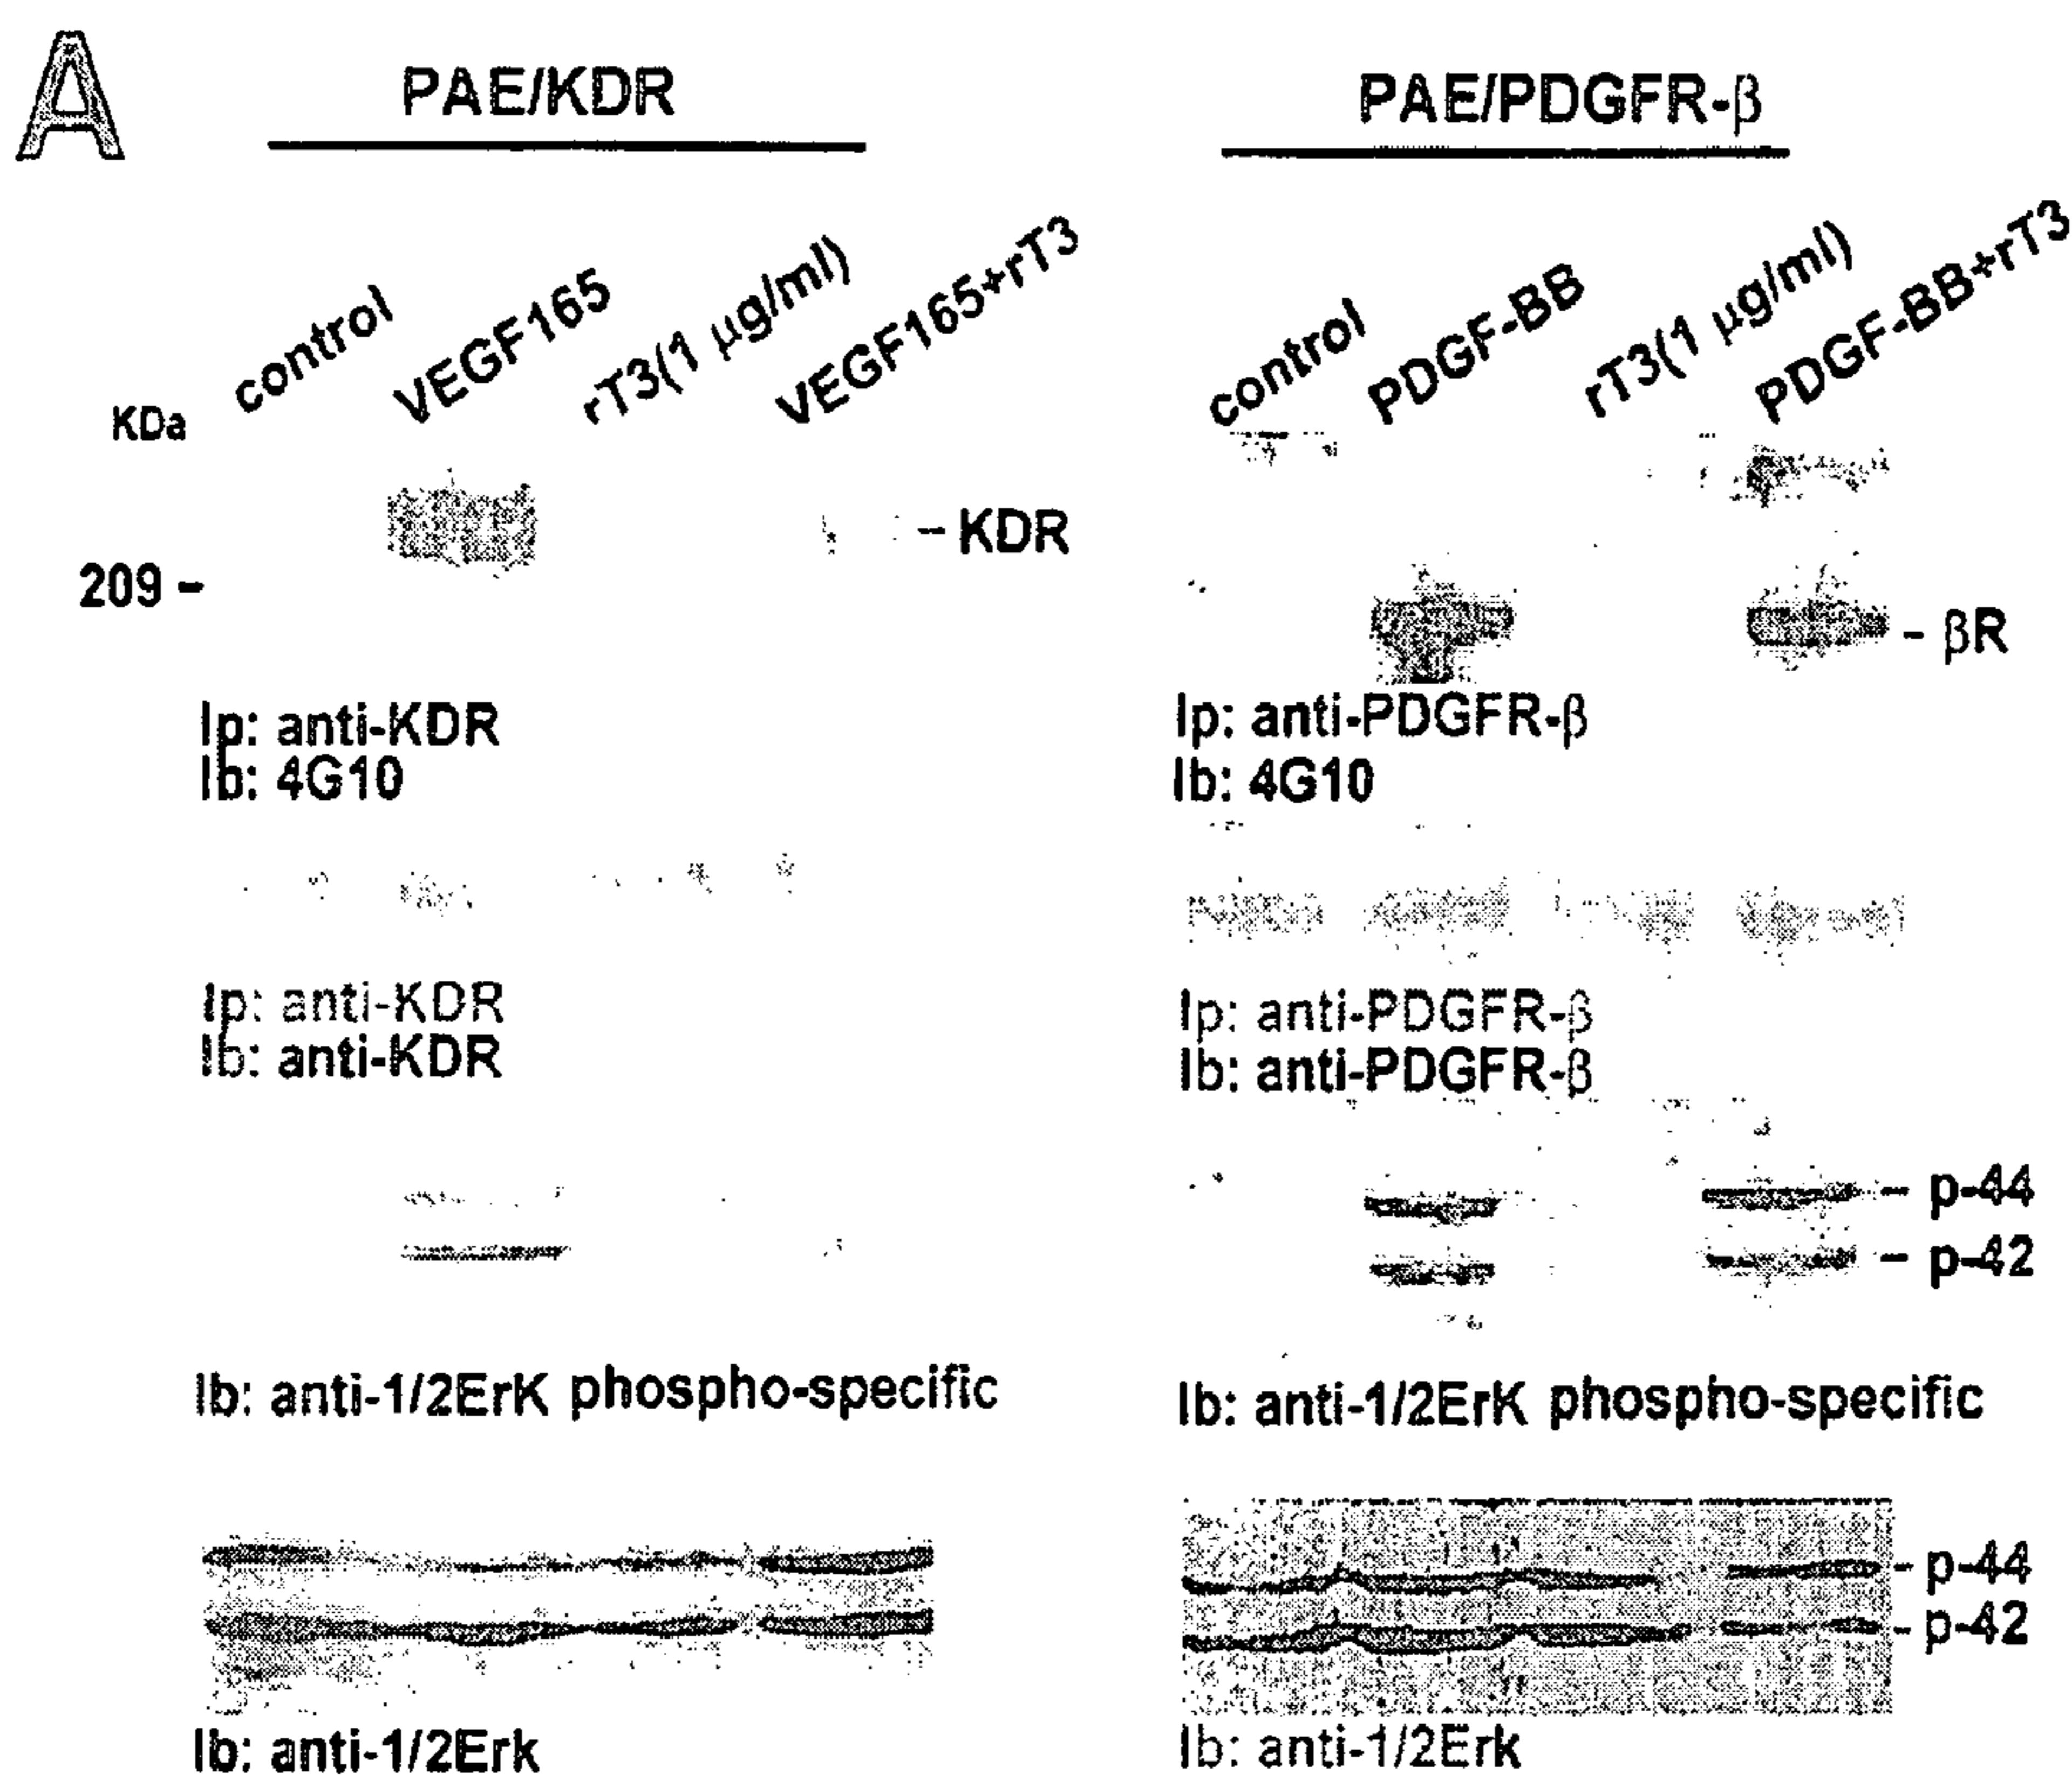 A
PAE/KDR
control
VEGF165
rT3(1 μg/ml)
VEGF165+rT3
KDa
KDR
209
Ip: anti-KDR
Ib: 4G10
Ip: anti-KDR
Ib: anti-KDR
Ib: anti-1/2ErK phospho-specific
Ib: anti-1/2Erk
PAE/PDGFR-β
control
PDGF-BB
rT3(1 μg/ml)
PDGF-BB+rT3
βR
Ip: anti-PDGFR-β
Ib: 4G10
Ip: anti-PDGFR-β
Ib: anti-PDGFR-β
p-44
p-42
Ib: anti-1/2ErK phospho-specific
p-44
p-42
Ib: anti-1/2Erk